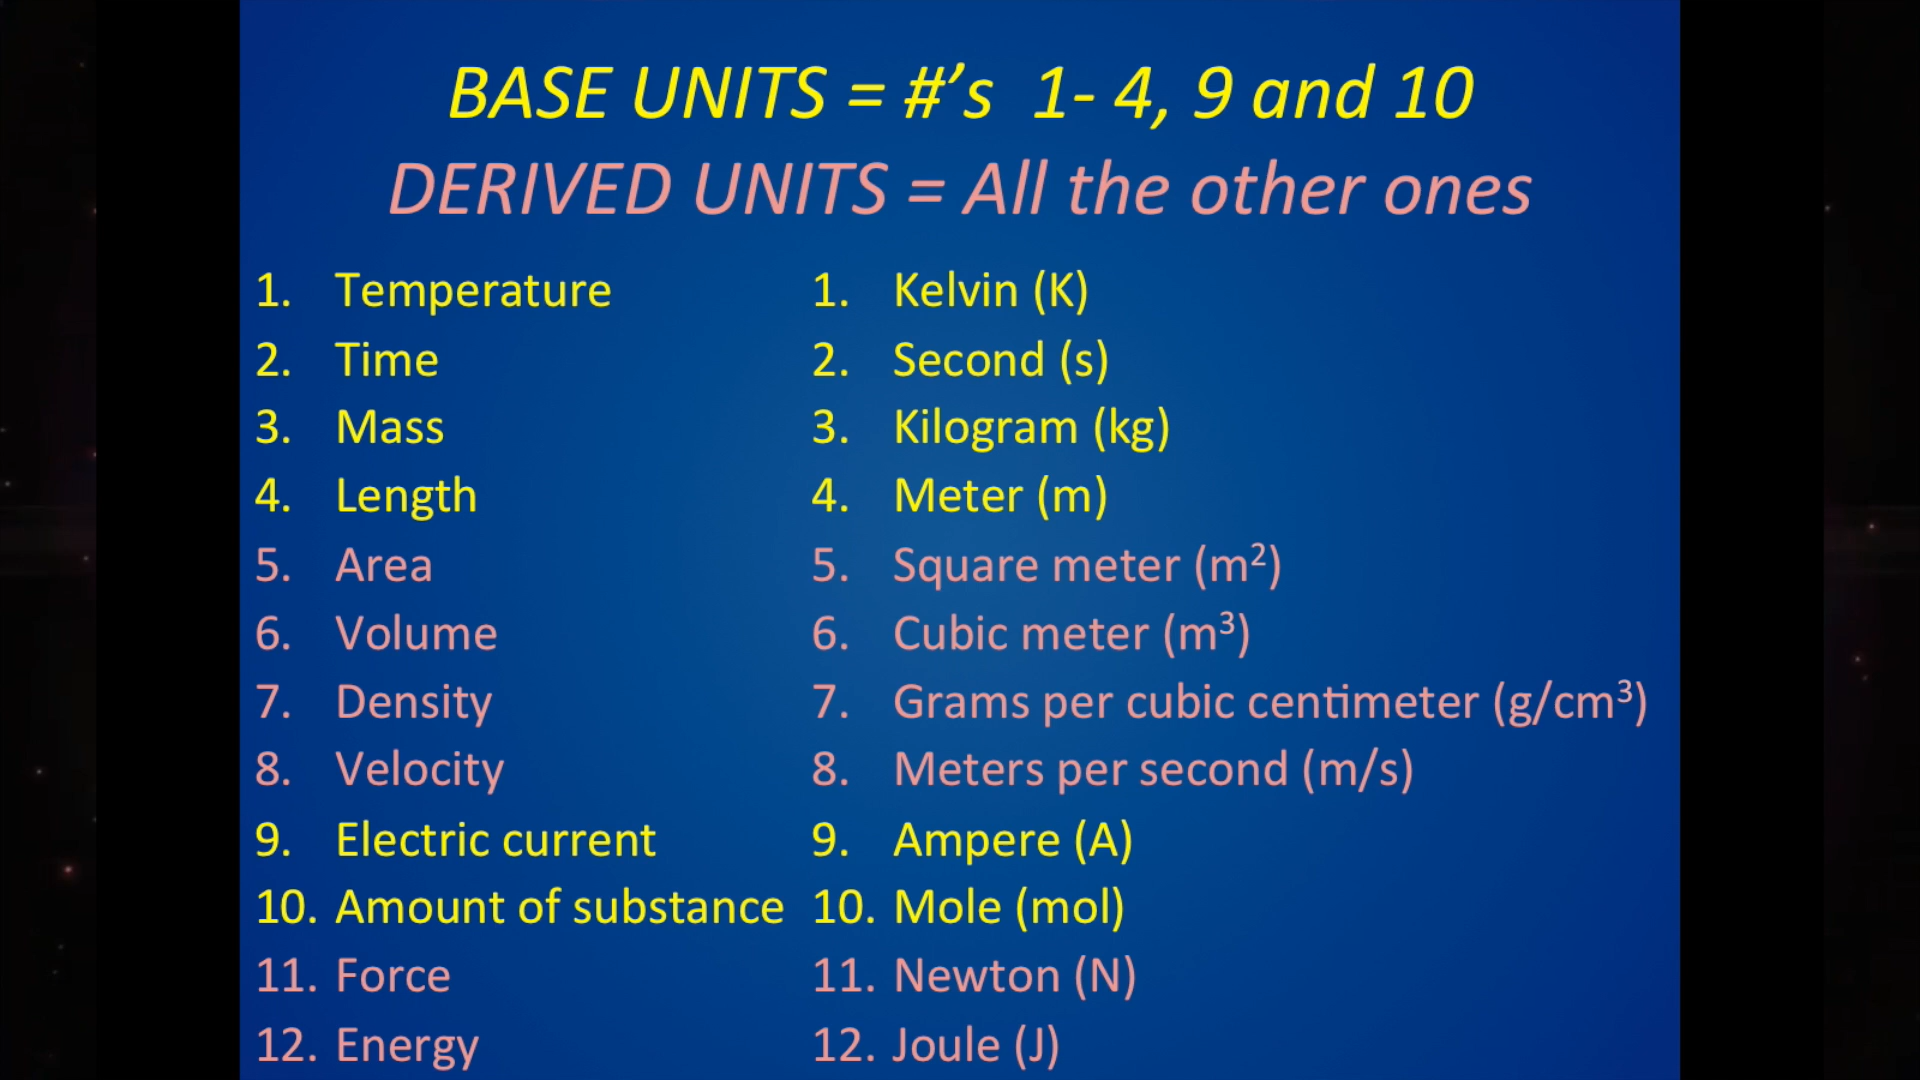 BASE UNITS = #’s 1- 4, 9 and 10
DERIVED UNITS = All the other ones
1. Temperature
2. Time
3. Mass
4. Length
5. Area
6. Volume
7. Density
8. Velocity
9. Electric current
10. Amount of substance
11. Force
12. Energy
1. Kelvin (K)
2. Second (s)
3. Kilogram (kg)
4. Meter (m)
5. Square meter (m²)
6. Cubic meter (m³)
7. Grams per cubic centimeter (g/cm³)
8. Meters per second (m/s)
9. Ampere (A)
10. Mole (mol)
11. Newton (N)
12. Joule (J)